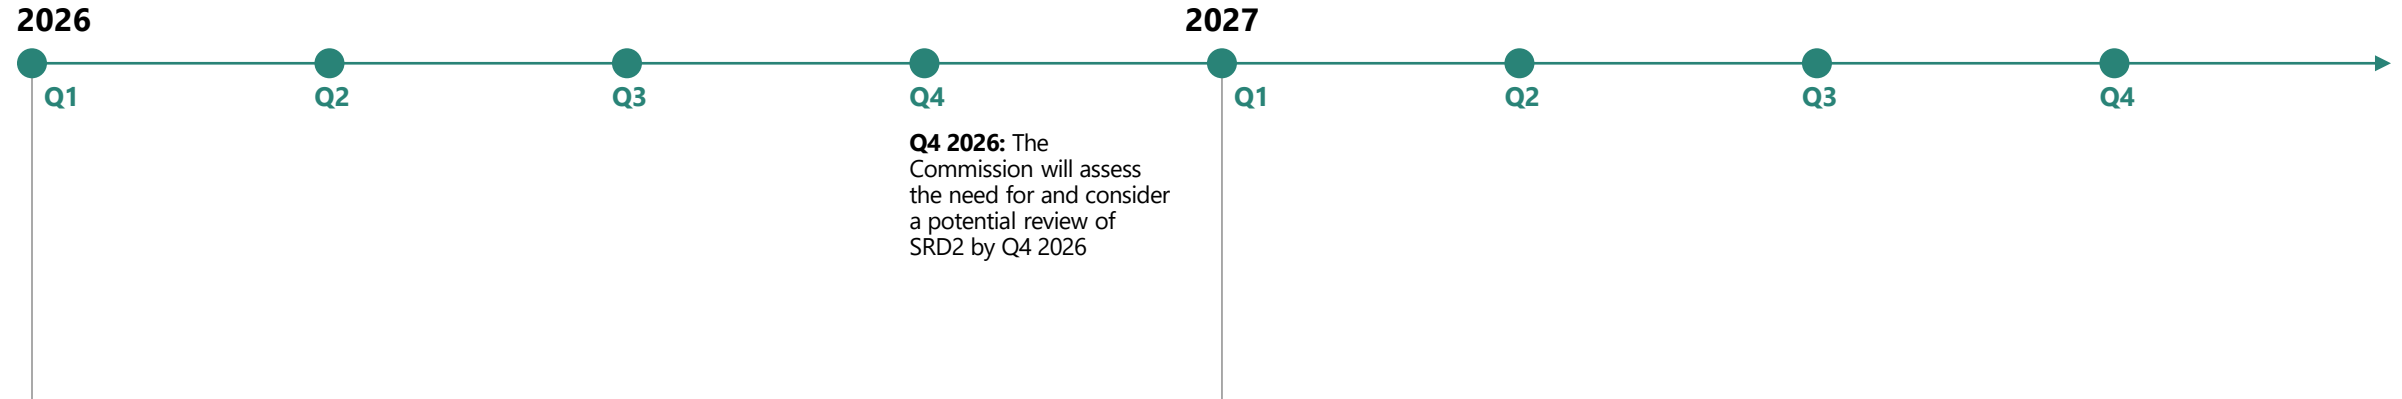 2026
2027
Q1
Q2
Q3
Q4
Q1
Q2
Q3
Q4
Q4 2026: The
Commission will assess
the need for and consider
a potential review of
SRD2 by Q4 2026